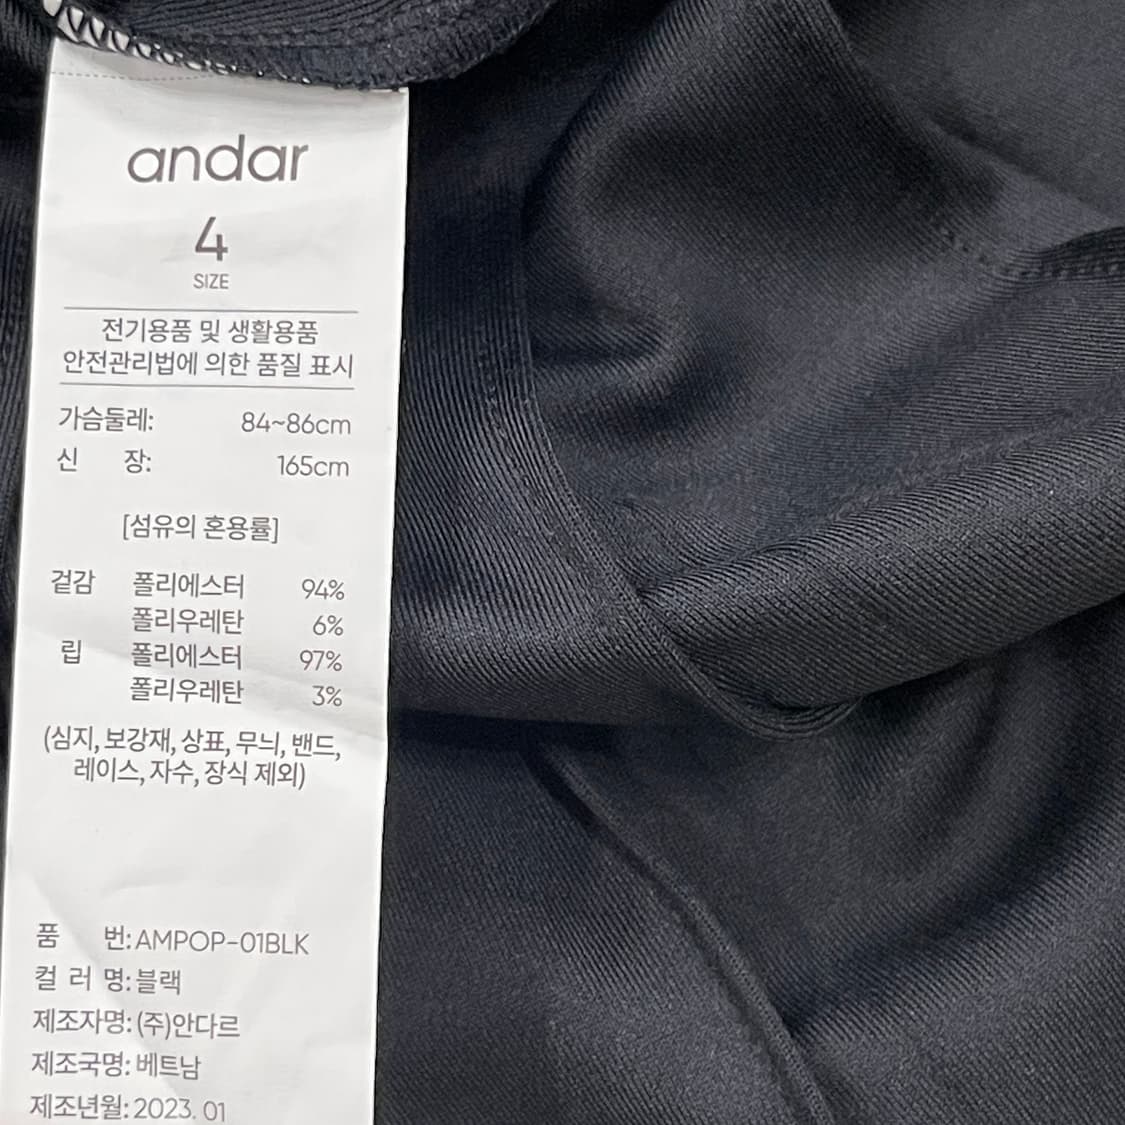 andar
4
SIZE
전기용품 및 생활용품
안전관리법에 의한 품질 표시
가슴둘레: 84~86cm
신 장: 165cm
[섬유의 혼용률]
겉감 폴리에스터 94%
폴리우레탄 6%
립 폴리에스터 97%
폴리우레탄 3%
(심지, 보강재, 상표, 무늬, 밴드,
레이스, 자수, 장식 제외)
품 번: AMPOP-01BLK
컬 러 명: 블랙
제조자명: (주)안다르
제조국명: 베트남
제조년월: 2023. 01